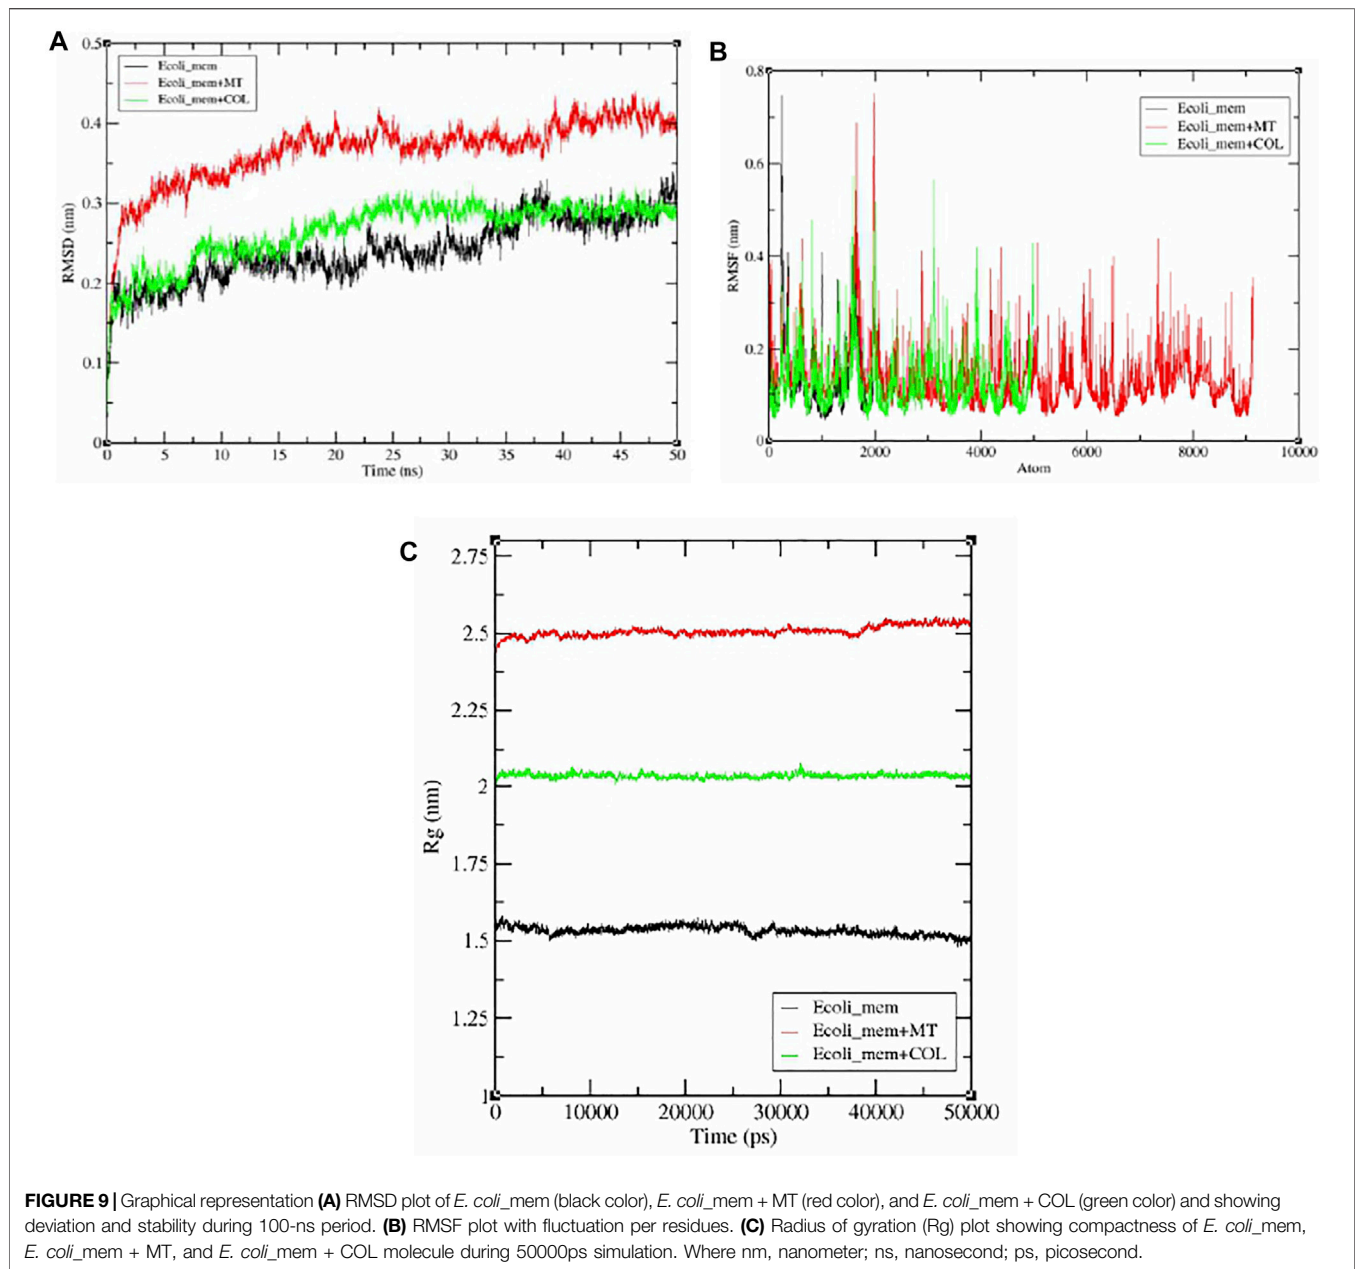 A
0.5
0.4
0.3
0.2
0.1
0
RMSD (nm)
Ecoli_mem
Ecoli_mem+MT
Ecoli_mem+COL
0 5 10 15 20 25 30 35 40 45 50
Time (ns)
B
0.8
0.6
0.4
0.2
0
RMSF (nm)
Ecoli_mem
Ecoli_mem+MT
Ecoli_mem+COL
0 2000 4000 6000 8000 10000
Atom
C
2.75
2.5
2.25
2
1.75
1.5
1.25
1
Rg (nm)
Ecoli_mem
Ecoli_mem+MT
Ecoli_mem+COL
0 10000 20000 30000 40000 50000
Time (ps)
FIGURE 9 | Graphical representation (A) RMSD plot of E. coli_mem (black color), E. coli_mem + MT (red color), and E. coli_mem + COL (green color) and showing
deviation and stability during 100-ns period. (B) RMSF plot with fluctuation per residues. (C) Radius of gyration (Rg) plot showing compactness of E. coli_mem,
E. coli_mem + MT, and E. coli_mem + COL molecule during 50000ps simulation. Where nm, nanometer; ns, nanosecond; ps, picosecond.